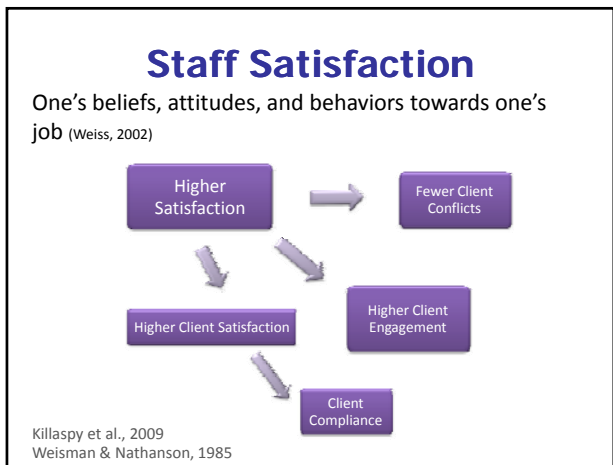 Staff Satisfaction
One's beliefs, attitudes, and behaviors towards one's
job (Weiss, 2002)
Higher
Satisfaction
Fewer Client
Conflicts
Higher Client Satisfaction
Higher Client
Engagement
Client
Compliance
Killaspy et al., 2009
Weisman & Nathanson, 1985